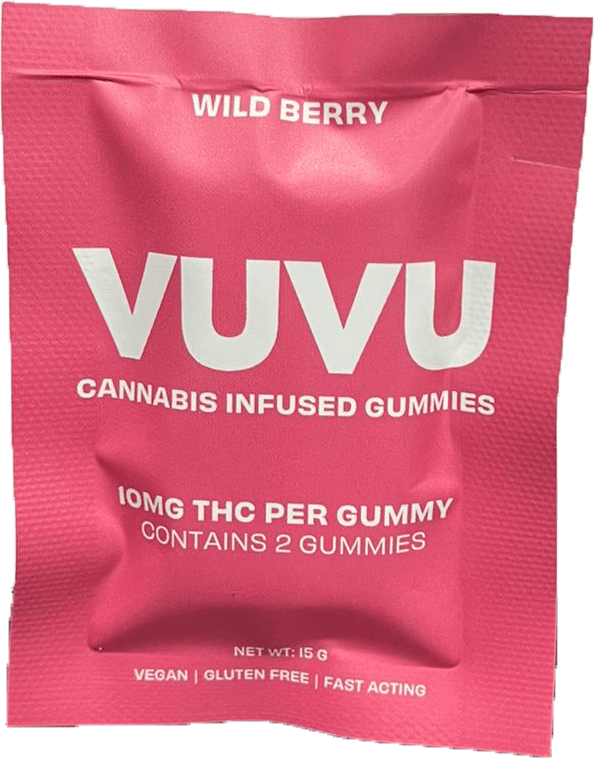 WILD BERRY
VUVU
CANNABIS INFUSED GUMMIES
10MG THC PER GUMMY
CONTAINS 2 GUMMIES
NET WT: 15 G
VEGAN | GLUTEN FREE | FAST ACTING